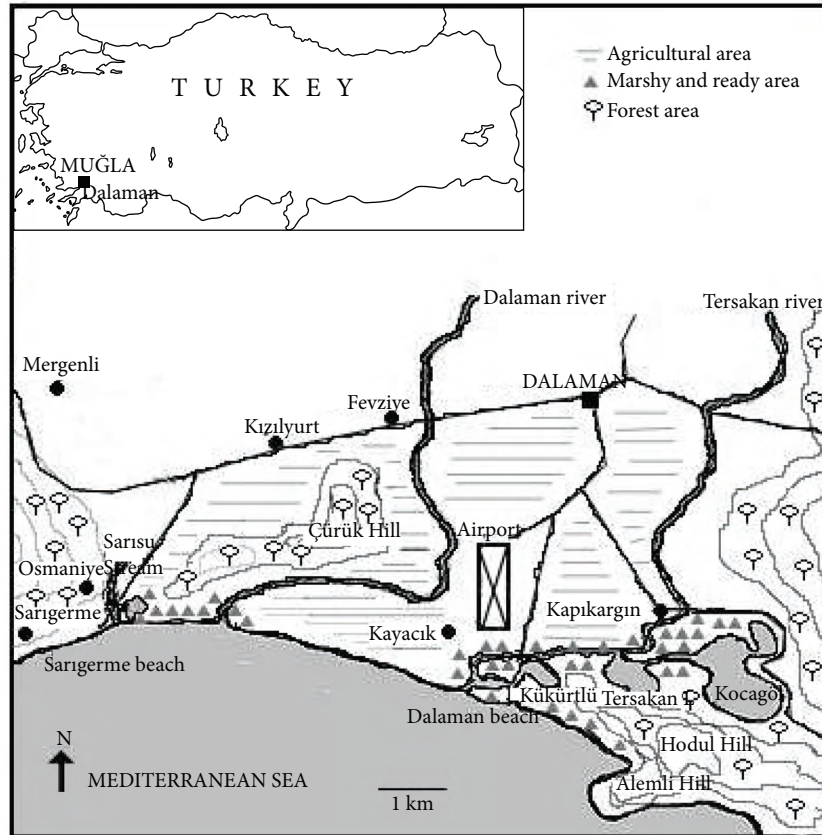 TURKEY
MUĞLA
Dalaman
Agricultural area
Marshy and ready area
Forest area
Dalaman river
Tersakan river
Mergenli
DALAMAN
Fevziye
Kızılyurt
Çürük Hill
Airport
Sarısu
Stream
Osmaniye
Sarıgerme
Kapıkargın
Kayacık
Sarıgerme beach
Kükürtlü
Tersakan L
Kocagöl
Dalaman beach
Hodul Hill
N
MEDITERRANEAN SEA
Alemli Hill
1 km